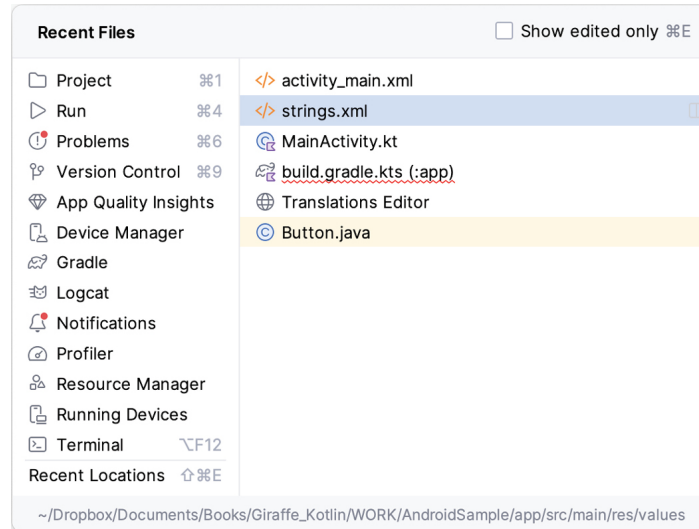 Recent Files
Show edited only ⌘E
Project ⌘1
Run ⌘4
Problems ⌘6
Version Control ⌘9
App Quality Insights
Device Manager
Gradle
Logcat
Notifications
Profiler
Resource Manager
Running Devices
Terminal ⌥F12
Recent Locations ⇧⌘E
activity_main.xml
strings.xml
MainActivity.kt
build.gradle.kts (:app)
Translations Editor
Button.java
~/Dropbox/Documents/Books/Giraffe_Kotlin/WORK/AndroidSample/app/src/main/res/values